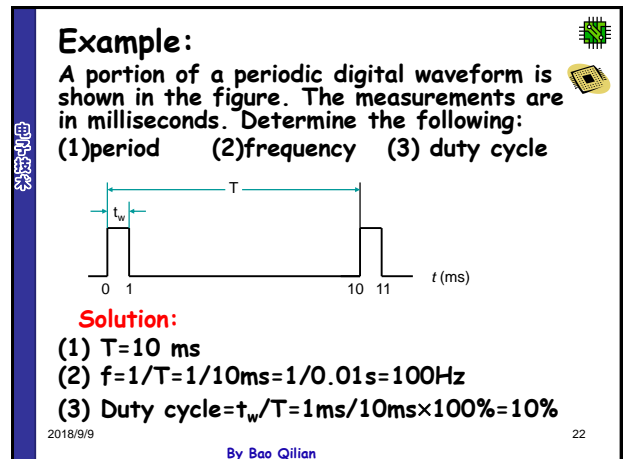 电子技术
Example:
A portion of a periodic digital waveform is
shown in the figure. The measurements are
in milliseconds. Determine the following:
(1)period (2)frequency (3) duty cycle
T
tw
0 1 10 11 t (ms)
Solution:
(1) T=10 ms
(2) f=1/T=1/10ms=1/0.01s=100Hz
(3) Duty cycle=tw/T=1ms/10ms×100%=10%
2018/9/9 22
By Bao Qilian